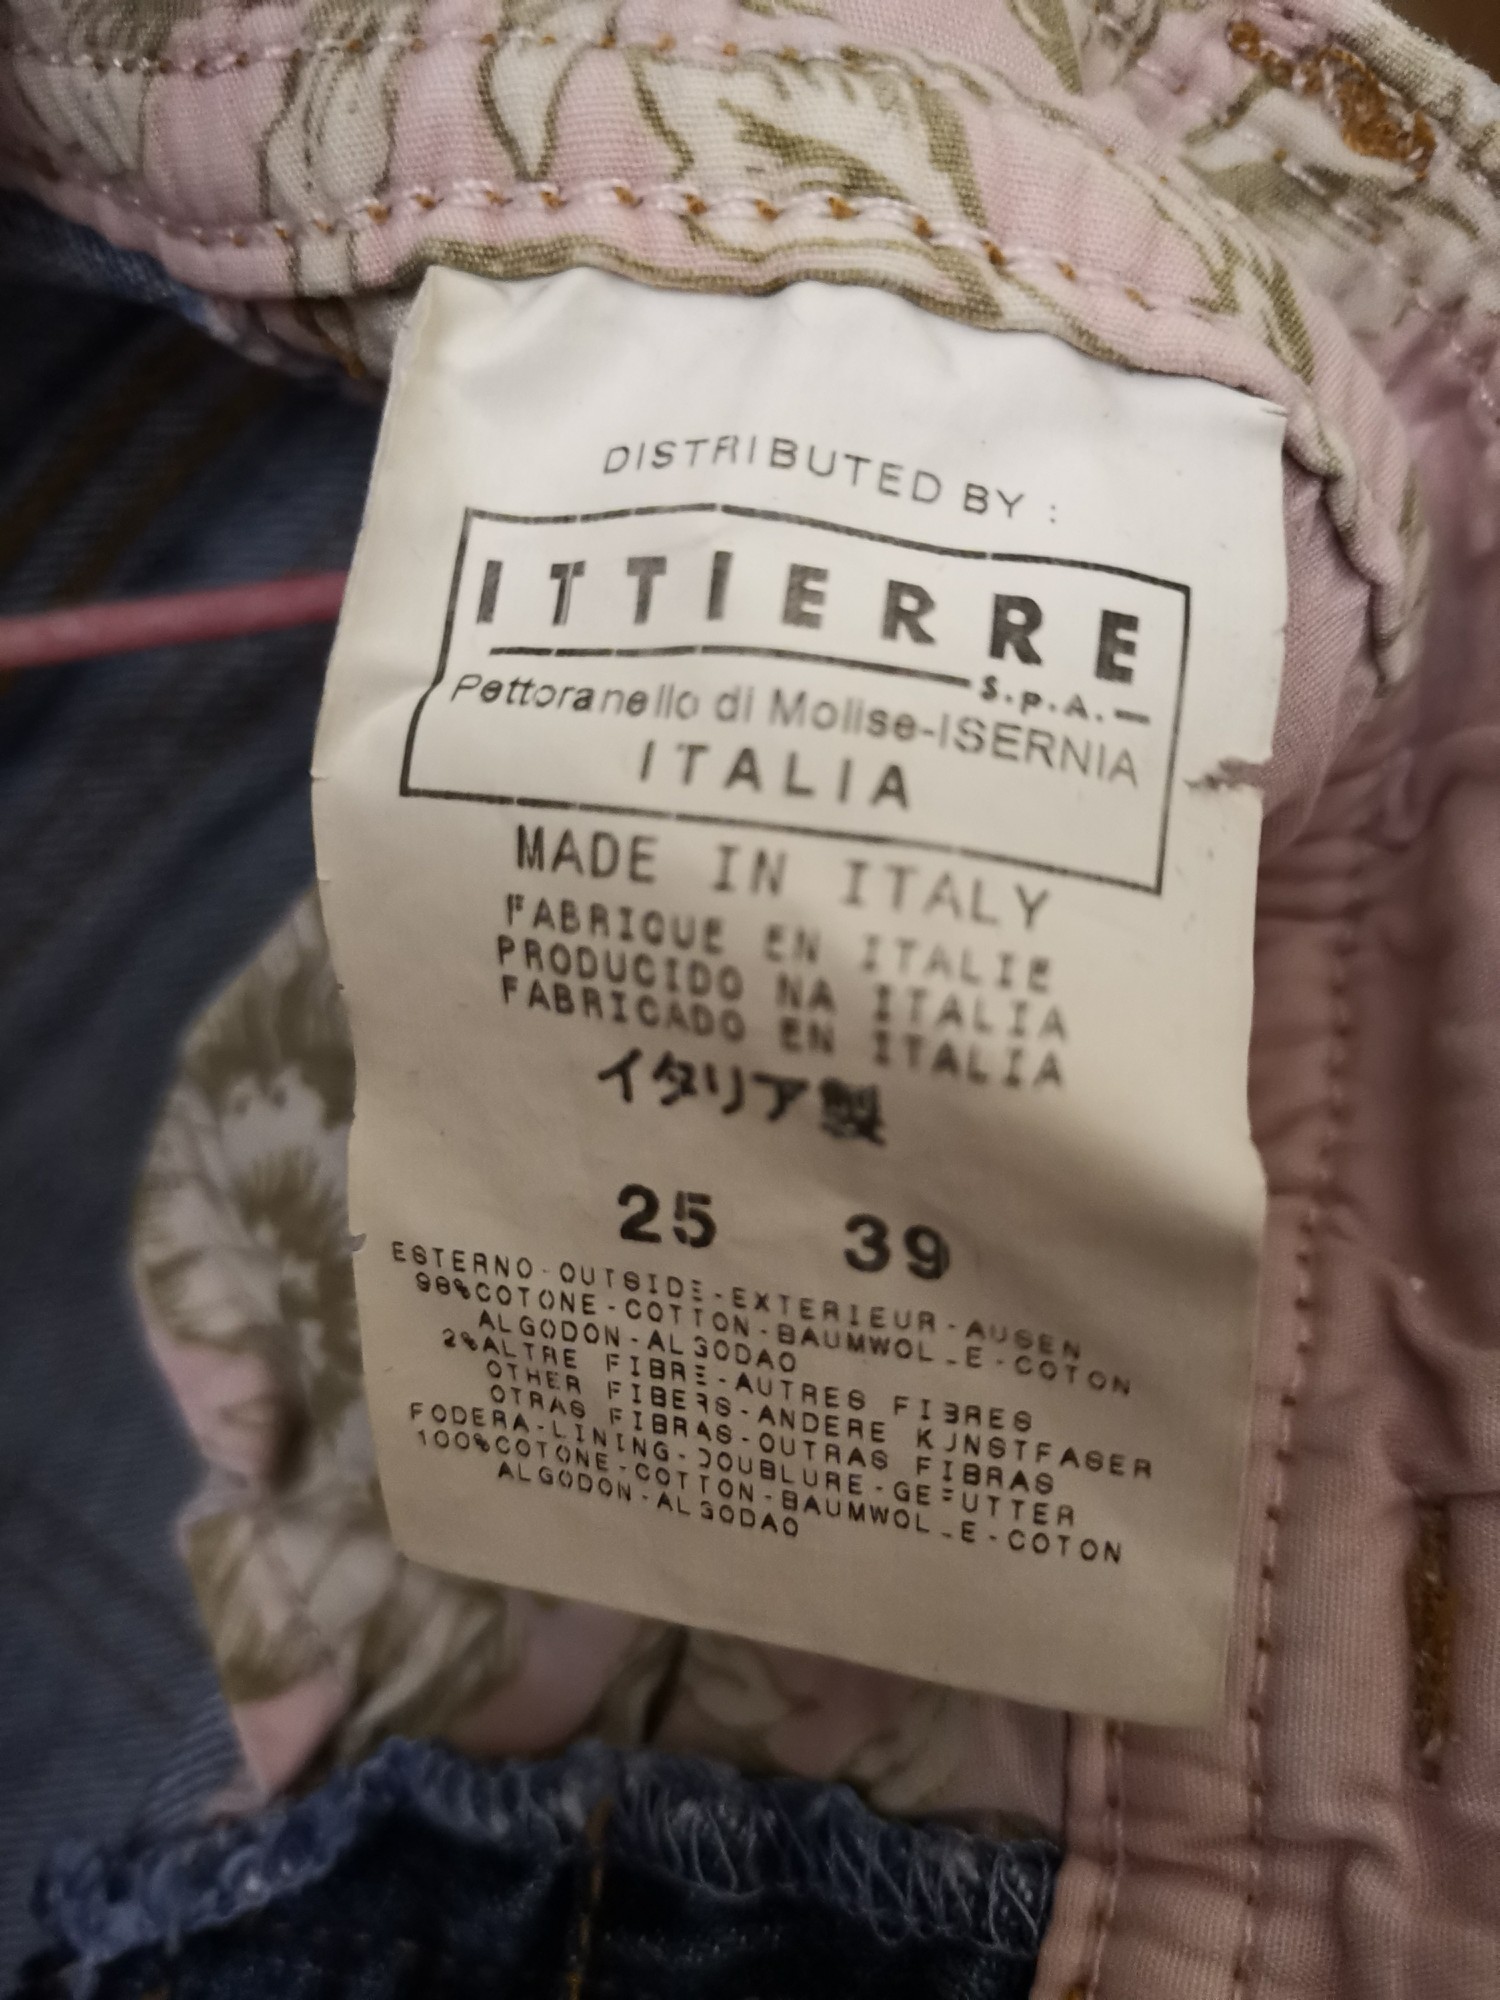 DISTRIBUTED BY :
ITTIERRE
S.p.A.
Pettoranello di Molise-ISERNIA
ITALIA
MADE IN ITALY
FABRIQUE EN ITALIE
PRODUCIDO NA ITALIA
FABRICADO EN ITALIA
イタリア製
25 39
ESTERNO-OUTSIDE-EXTERIEUR-AUSEN
98%COTONE-COTTON-BAUMWOLLE-COTON
ALGODON-ALGODAO
2%ALTRE FIBRE-AUTRES FIBRES
OTHER FIBERS-ANDERE KUNSTFASER
OTRAS FIBRAS-OUTRAS FIBRAS
FODERA-LINING-DOUBLURE-GEFUTTER
100%COTONE-COTTON-BAUMWOLLE-COTON
ALGODON-ALGODAO